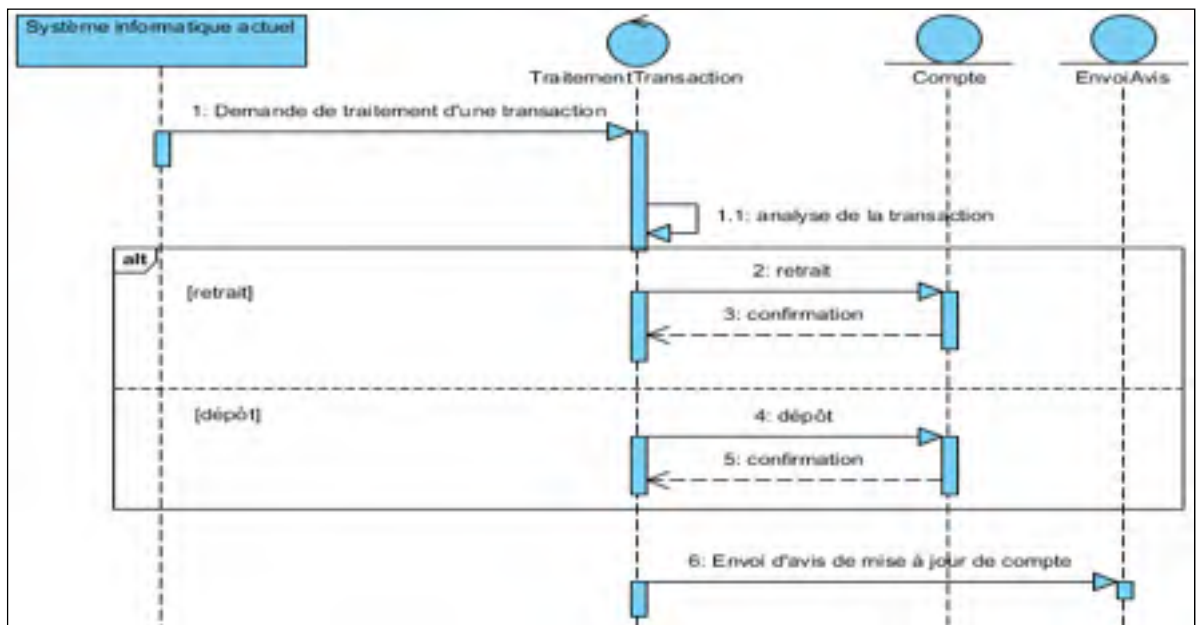 Système informatique actuel
TraitementTransaction
Compte
EnvoiAvis
1: Demande de traitement d'une transaction
1.1: analyse de la transaction
alt
[retrait]
2: retrait
3: confirmation
[dépôt]
4: dépôt
5: confirmation
6: Envoi d'avis de mise à jour de compte